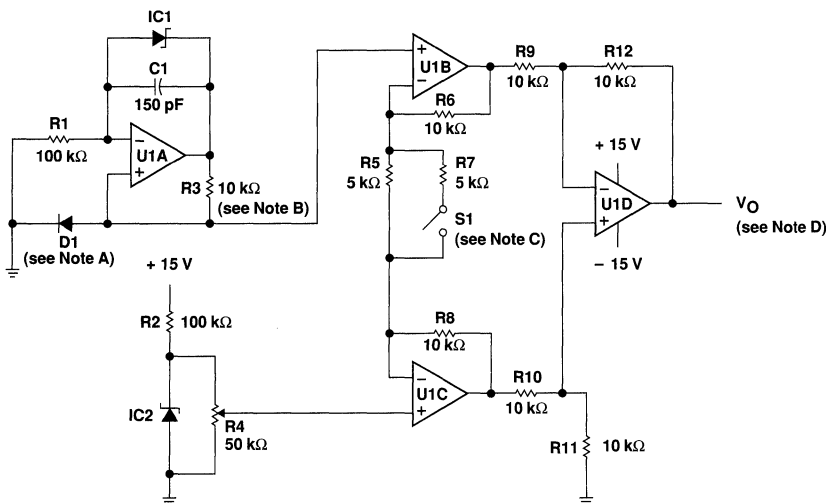 IC1
C1
150 pF
R1
100 kΩ
−
U1A
+
R3
10 kΩ
(see Note B)
D1
(see Note A)
+ 15 V
R2
100 kΩ
IC2
R4
50 kΩ
+
U1B
−
R6
10 kΩ
R5
5 kΩ
R7
5 kΩ
S1
(see Note C)
R8
10 kΩ
−
U1C
+
R9
10 kΩ
R12
10 kΩ
+ 15 V
−
U1D
+
− 15 V
VO
(see Note D)
R10
10 kΩ
R11
10 kΩ